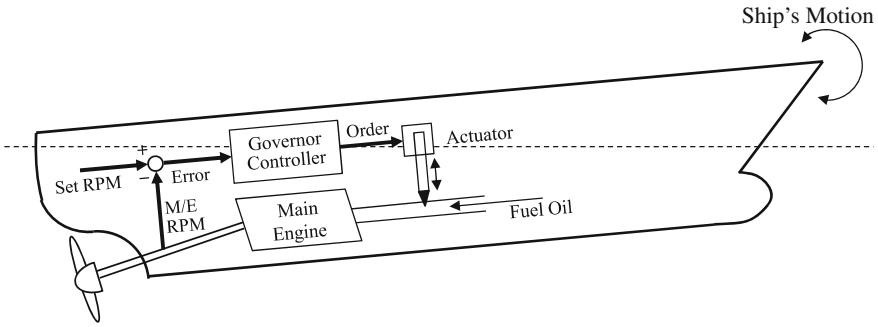 Ship's Motion
Governor
Controller
Order
Actuator
+
Set RPM
−
Error
M/E
RPM
Main
Engine
Fuel Oil